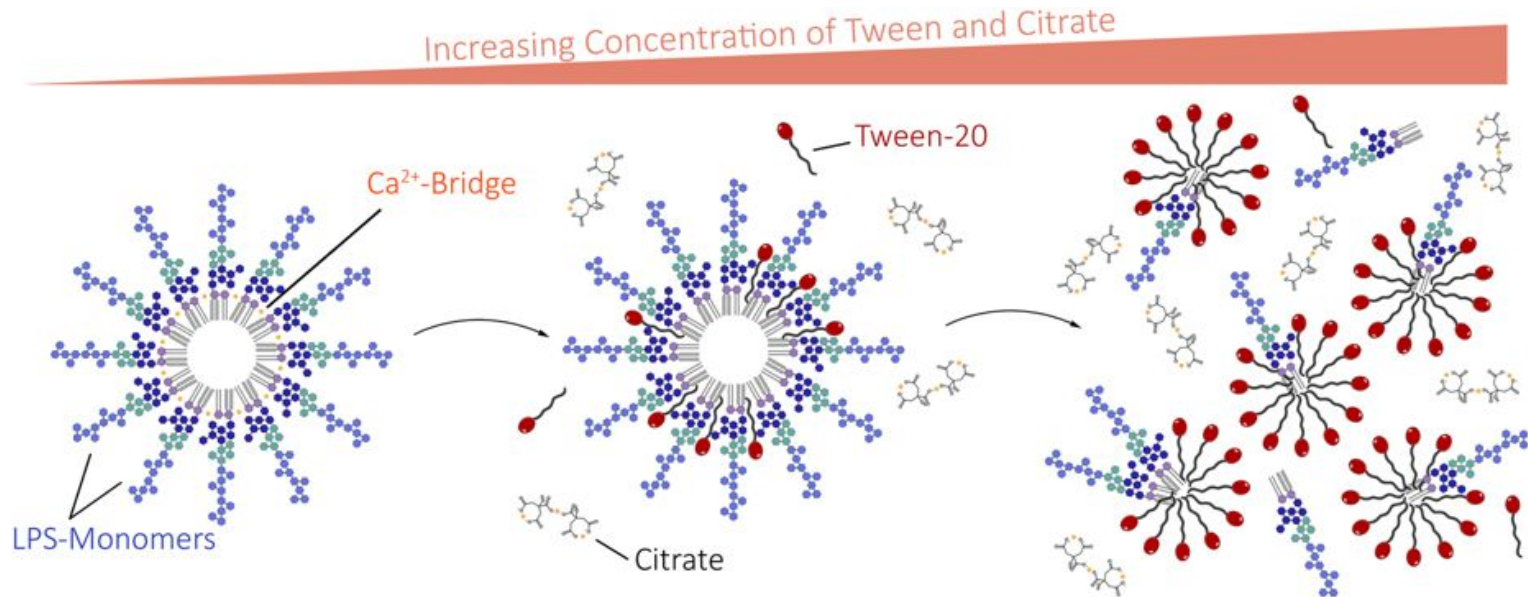 Increasing Concentration of Tween and Citrate
Tween-20
Ca²⁺-Bridge
LPS-Monomers
Citrate